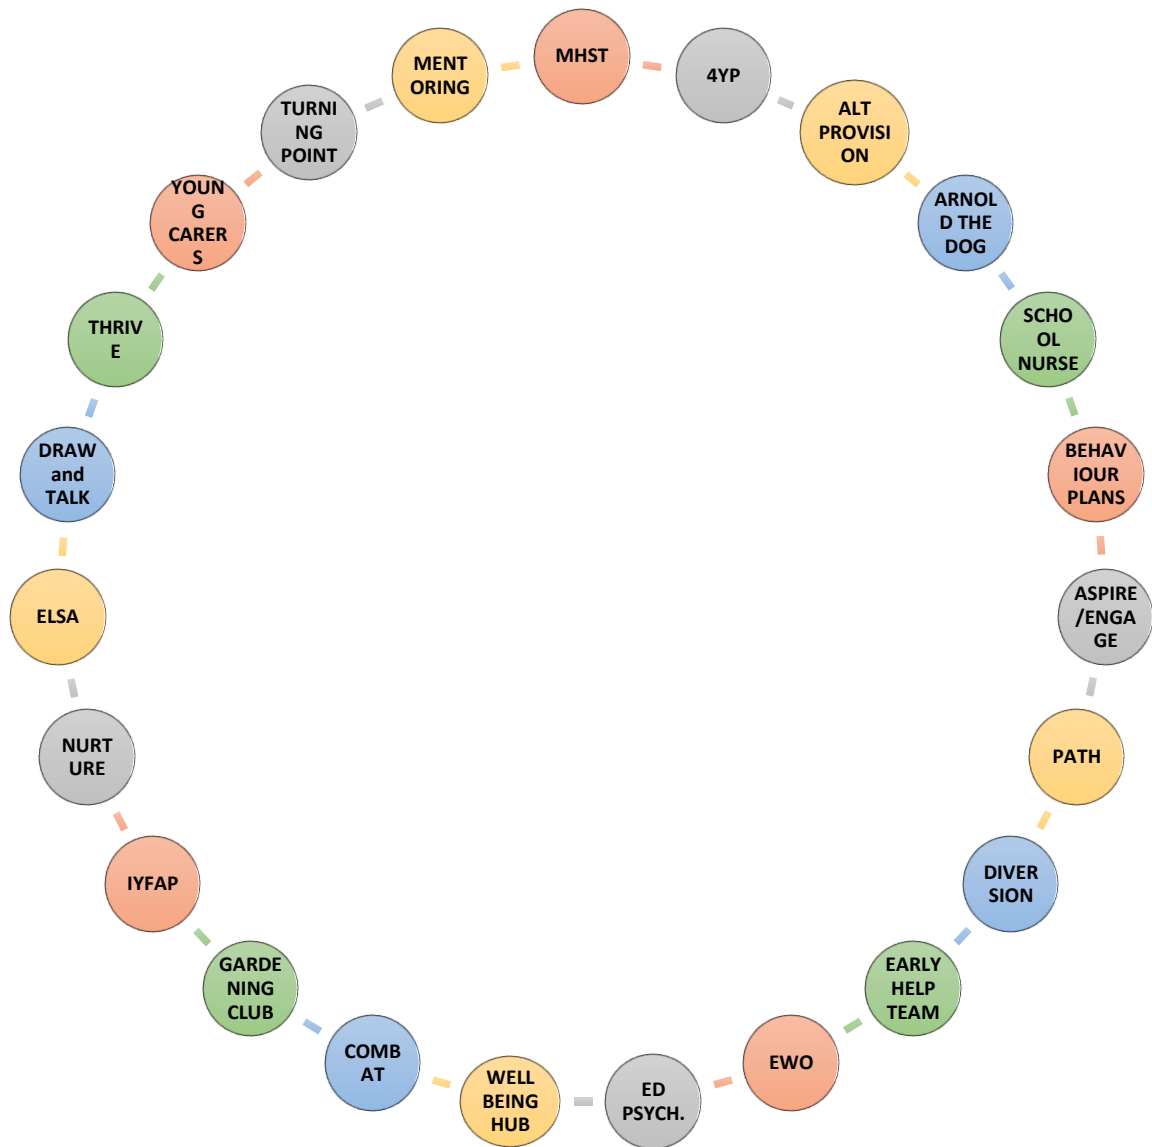 MHST
4YP
ALT
PROVISI
ON
ARNOL
D THE
DOG
SCHO
OL
NURSE
BEHAV
IOUR
PLANS
ASPIRE
/ENGA
GE
PATH
DIVER
SION
EARLY
HELP
TEAM
EWO
ED
PSYCH.
WELL
BEING
HUB
COMB
AT
GARDE
NING
CLUB
IYFAP
NURT
URE
ELSA
DRAW
and
TALK
THRIV
E
YOUN
G
CARER
S
TURNI
NG
POINT
MENT
ORING